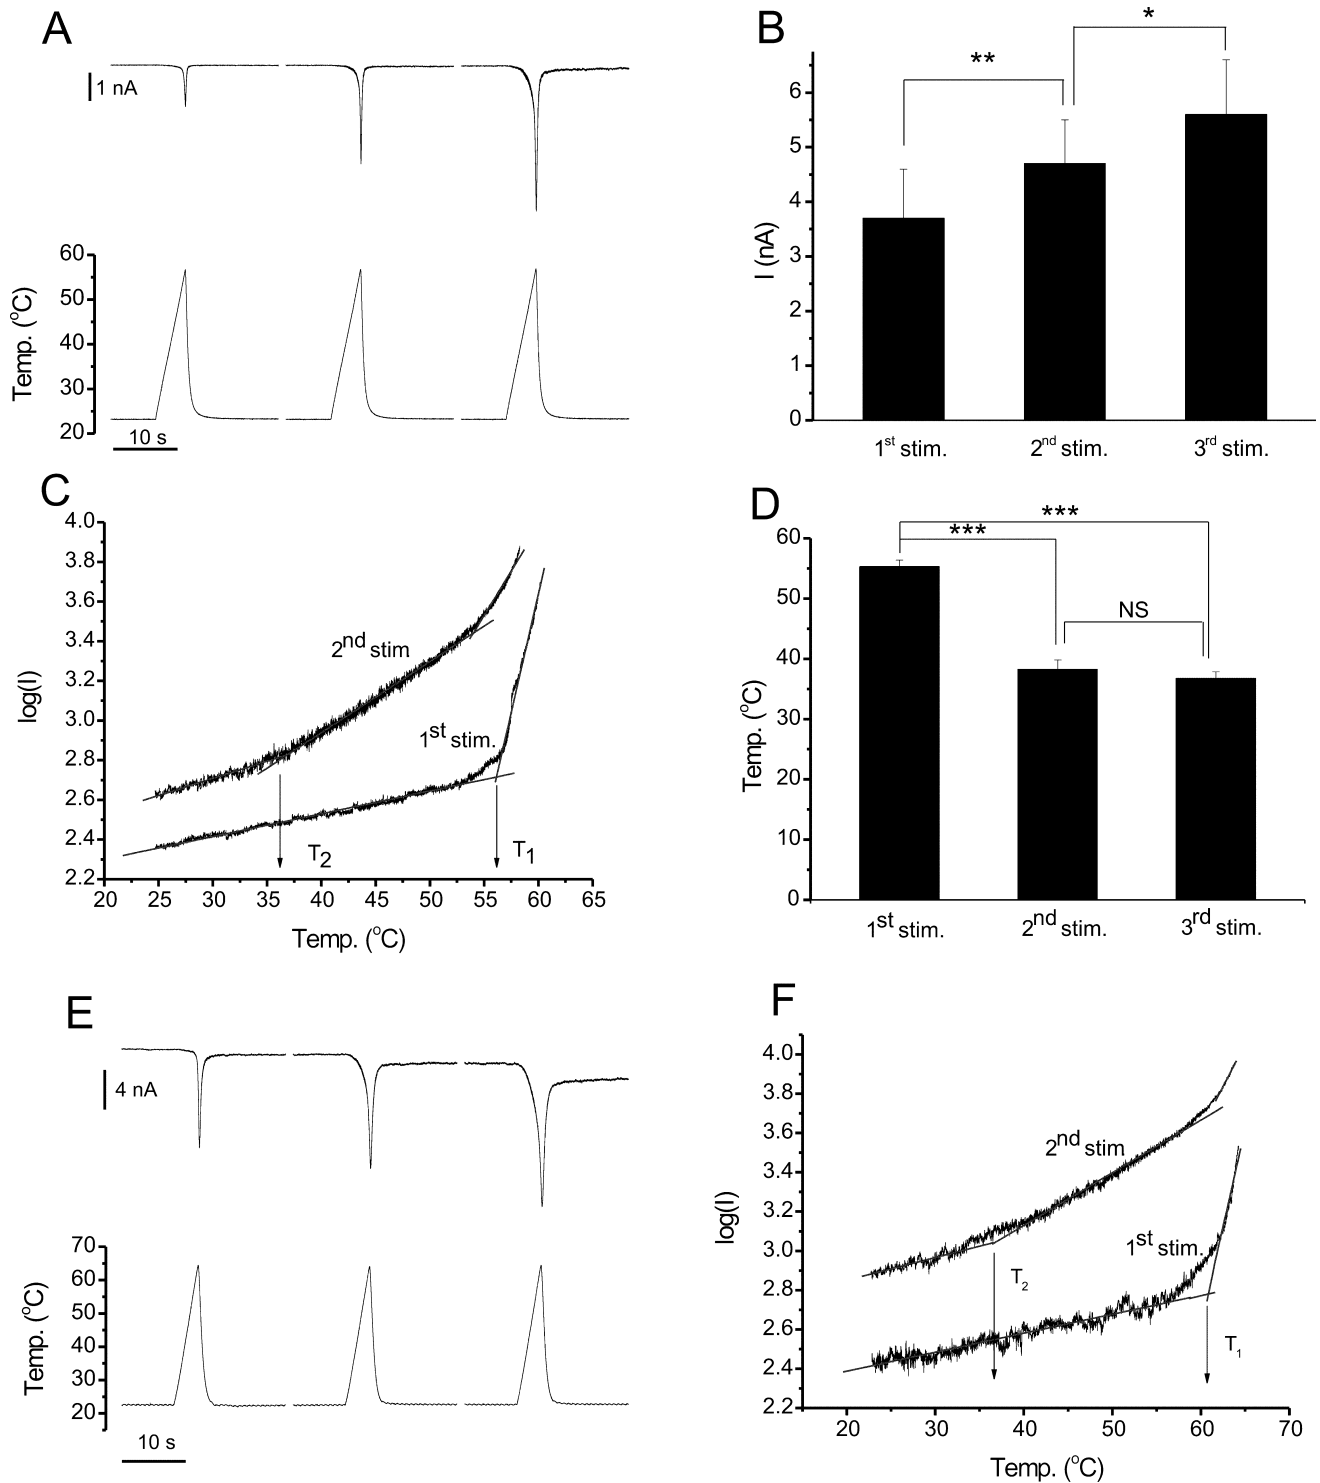 A
1 nA
60
50
40
30
20
Temp. (°C)
10 s
B
**
*
6
5
4
3
2
1
0
I (nA)
1st stim.
2nd stim.
3rd stim.
C
4.0
3.8
3.6
3.4
3.2
3.0
2.8
2.6
2.4
2.2
log(I)
2nd stim
1st stim.
T2
T1
20 25 30 35 40 45 50 55 60 65
Temp. (°C)
D
***
***
NS
60
50
40
30
20
10
0
Temp. (°C)
1st stim.
2nd stim.
3rd stim.
E
4 nA
70
60
50
40
30
20
Temp. (°C)
10 s
F
4.0
3.8
3.6
3.4
3.2
3.0
2.8
2.6
2.4
2.2
log(I)
2nd stim
1st stim.
T2
T1
20 30 40 50 60 70
Temp. (°C)